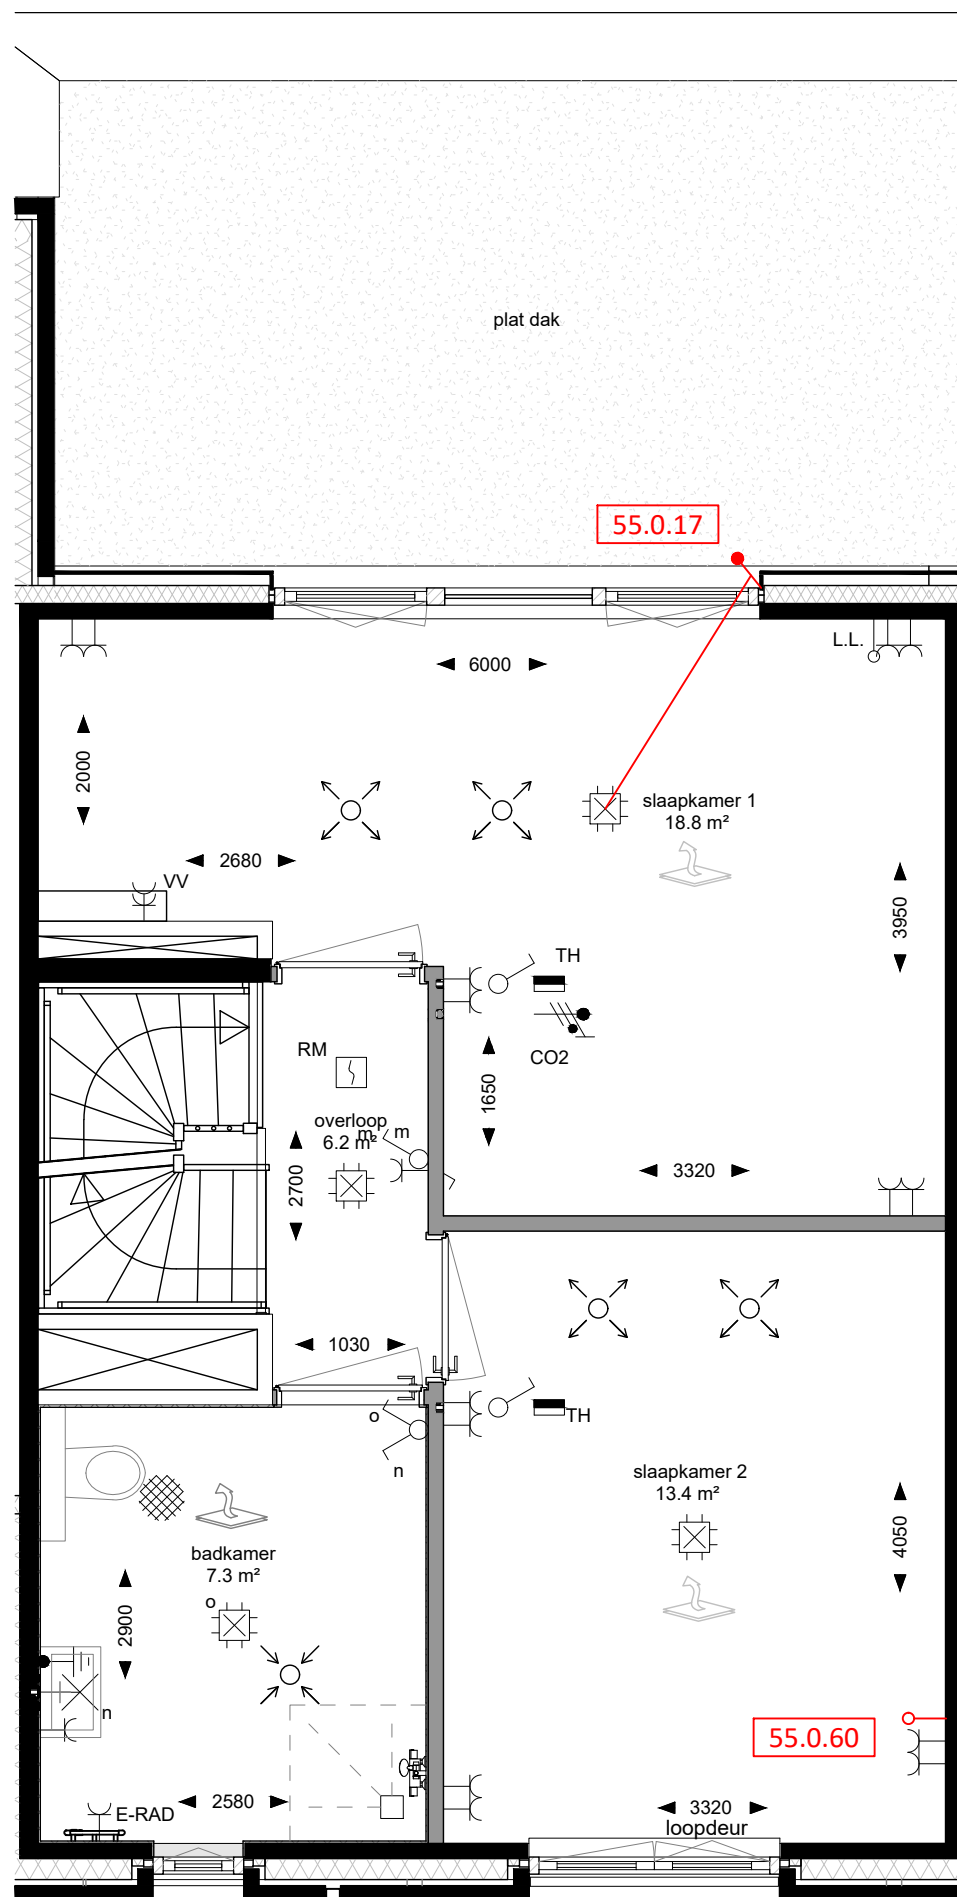 plat dak
55.0.17
L.L.
6000
2000
slaapkamer 1
18.8 m²
2680
VV
3950
TH
RM
CO2
1650
overloop
6.2 m²
m m
2700
3320
1030
o
TH
n
slaapkamer 2
13.4 m²
4050
badkamer
7.3 m²
o
2900
n
55.0.60
2580
E-RAD
3320
loopdeur